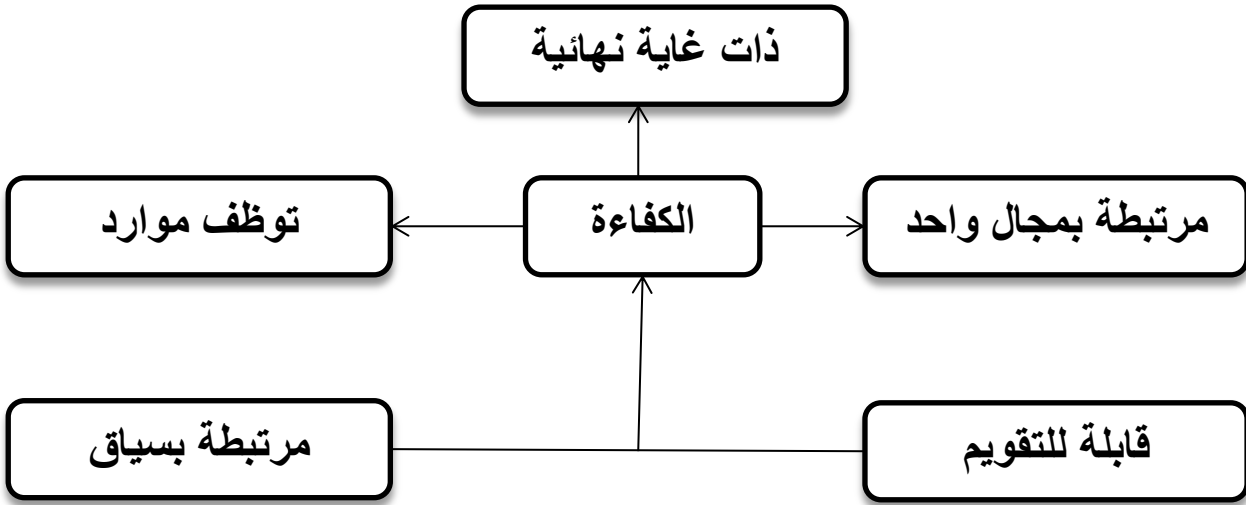 ذات غاية نهائية
مرتبطة بمجال واحد
الكفاءة
توظف موارد
قابلة للتقويم
مرتبطة بسياق